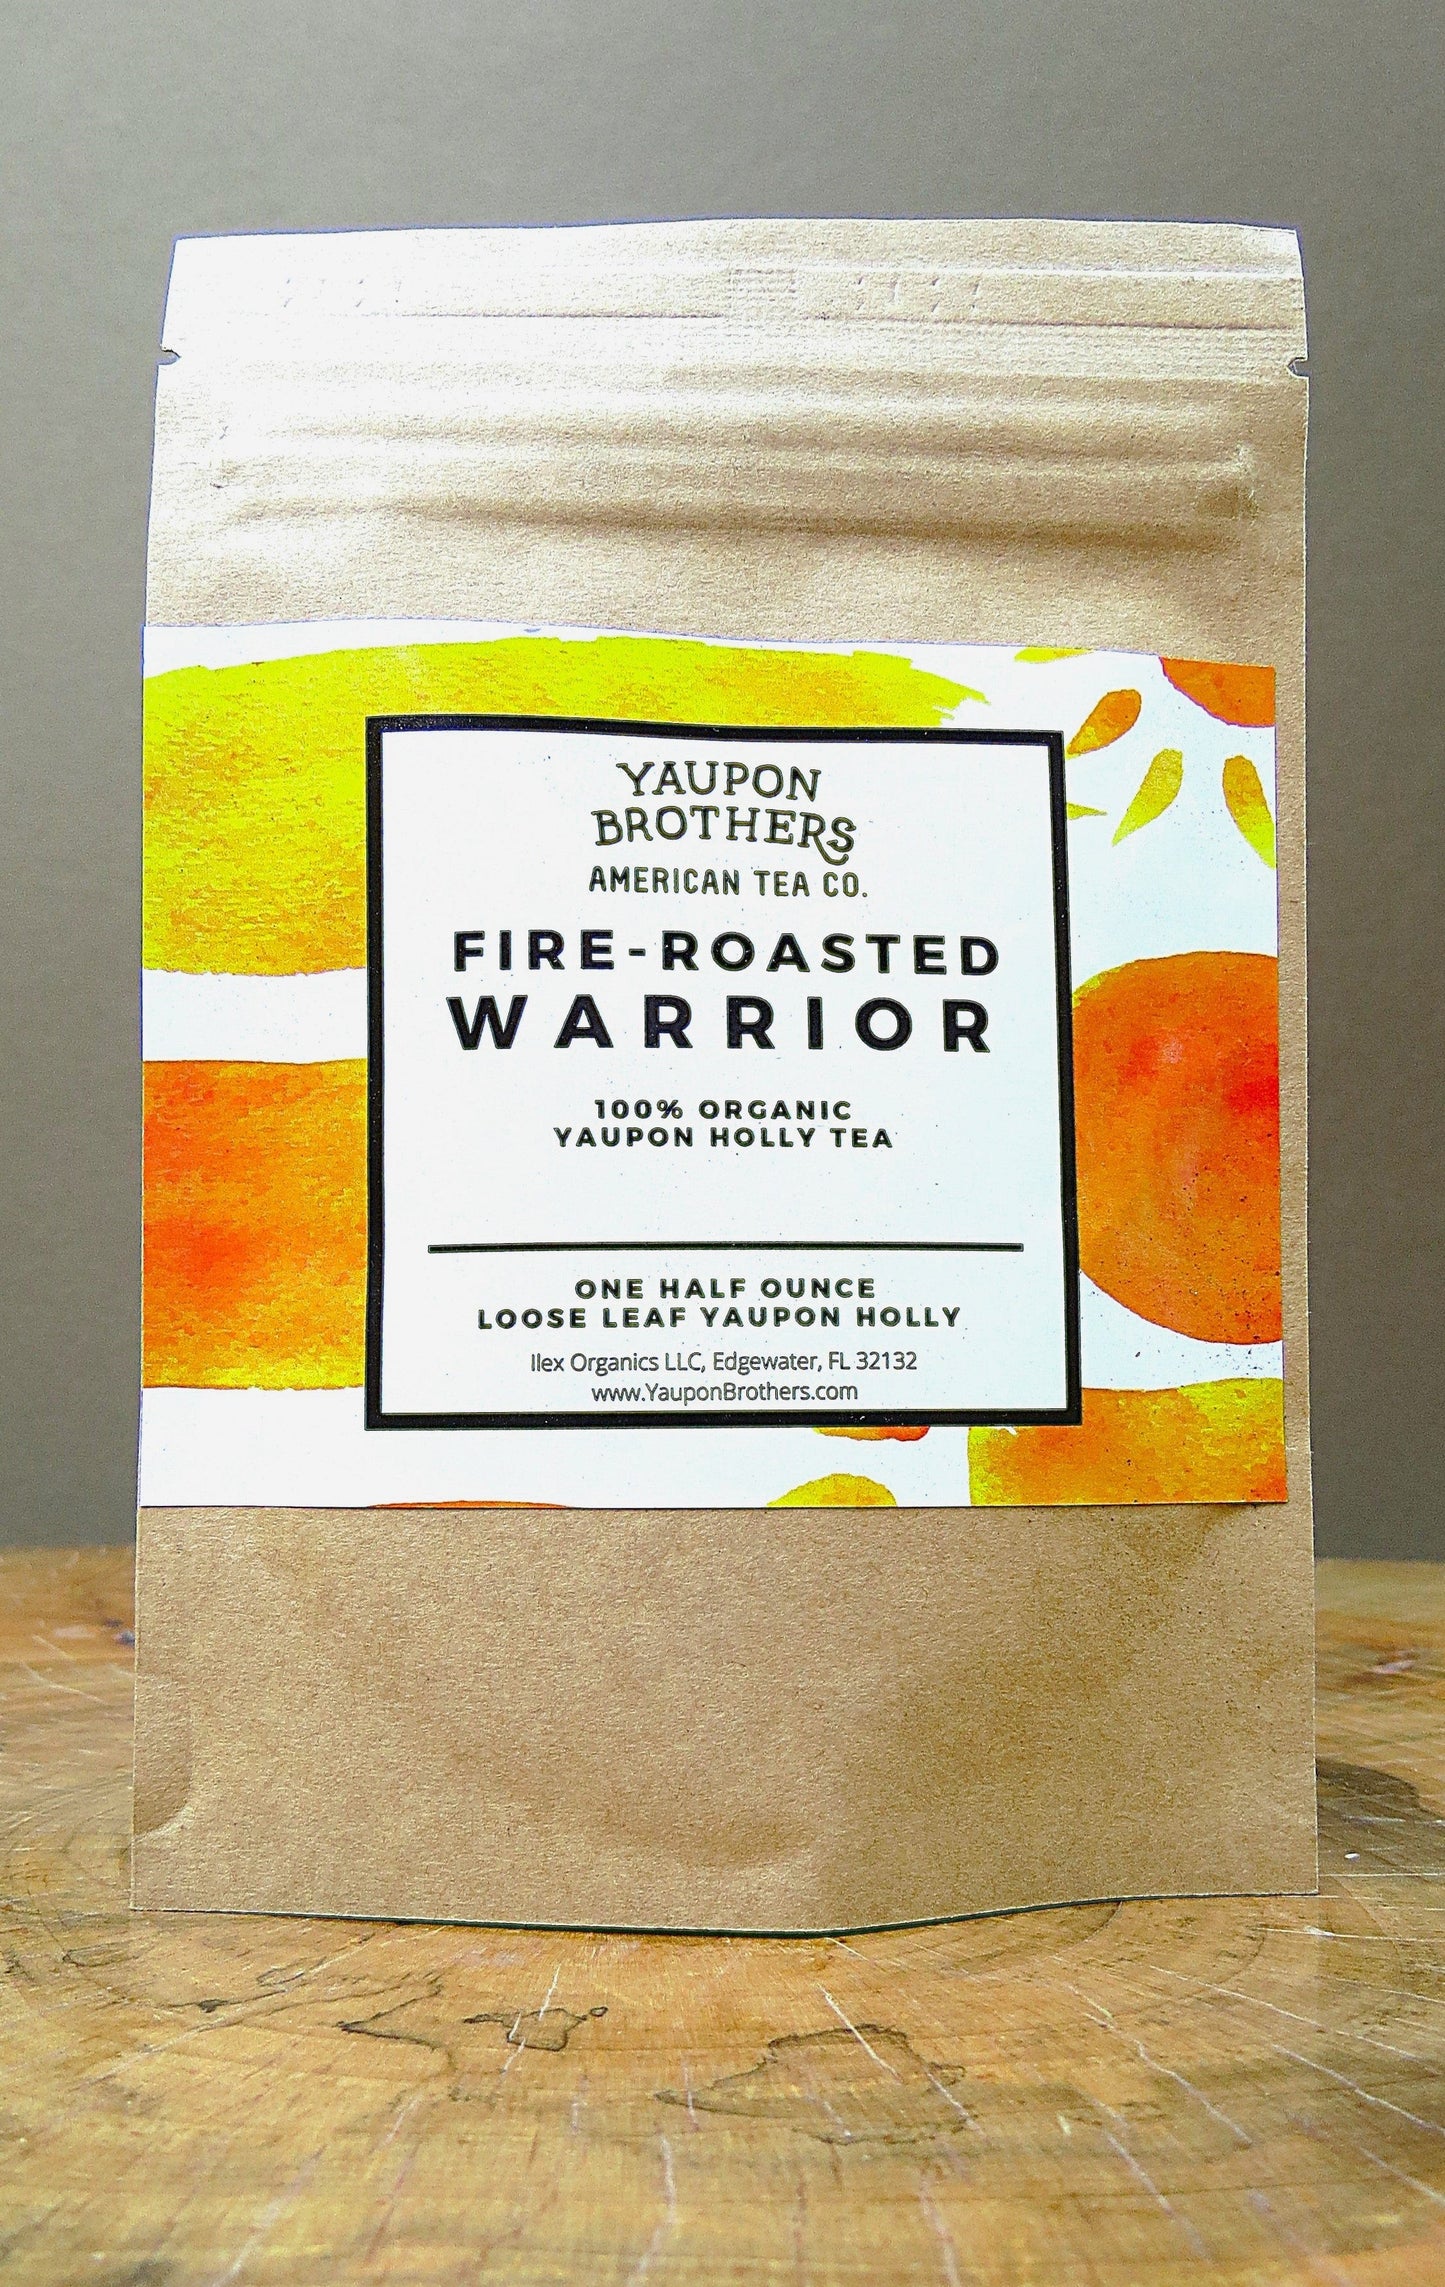 YAUPON
BROTHERS
AMERICAN TEA CO.
FIRE-ROASTED
WARRIOR
100% ORGANIC
YAUPON HOLLY TEA
ONE HALF OUNCE
LOOSE LEAF YAUPON HOLLY
Ilex Organics LLC, Edgewater, FL 32132
www.YauponBrothers.com